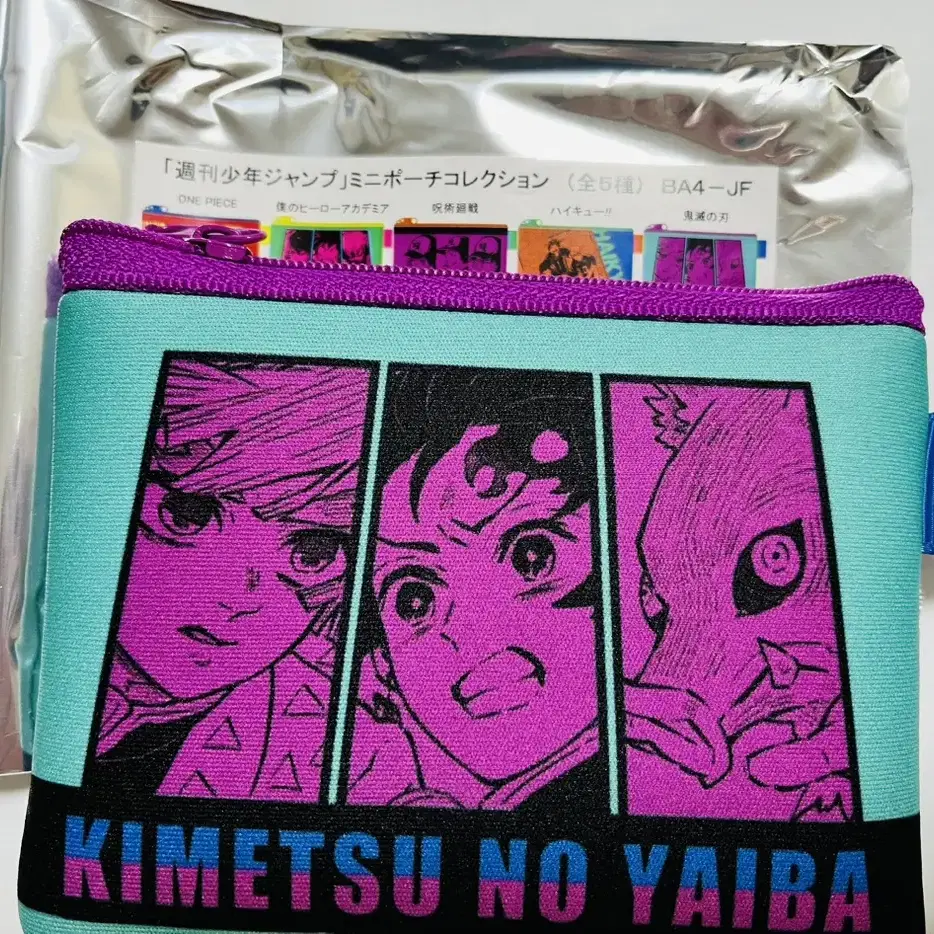 「週刊少年ジャンプ」ミニポーチコレクション （全5種） BA4-JF
ONE PIECE 僕のヒーローアカデミア 呪術廻戦 ハイキュー!! 鬼滅の刃
KIMETSU NO YAIBA